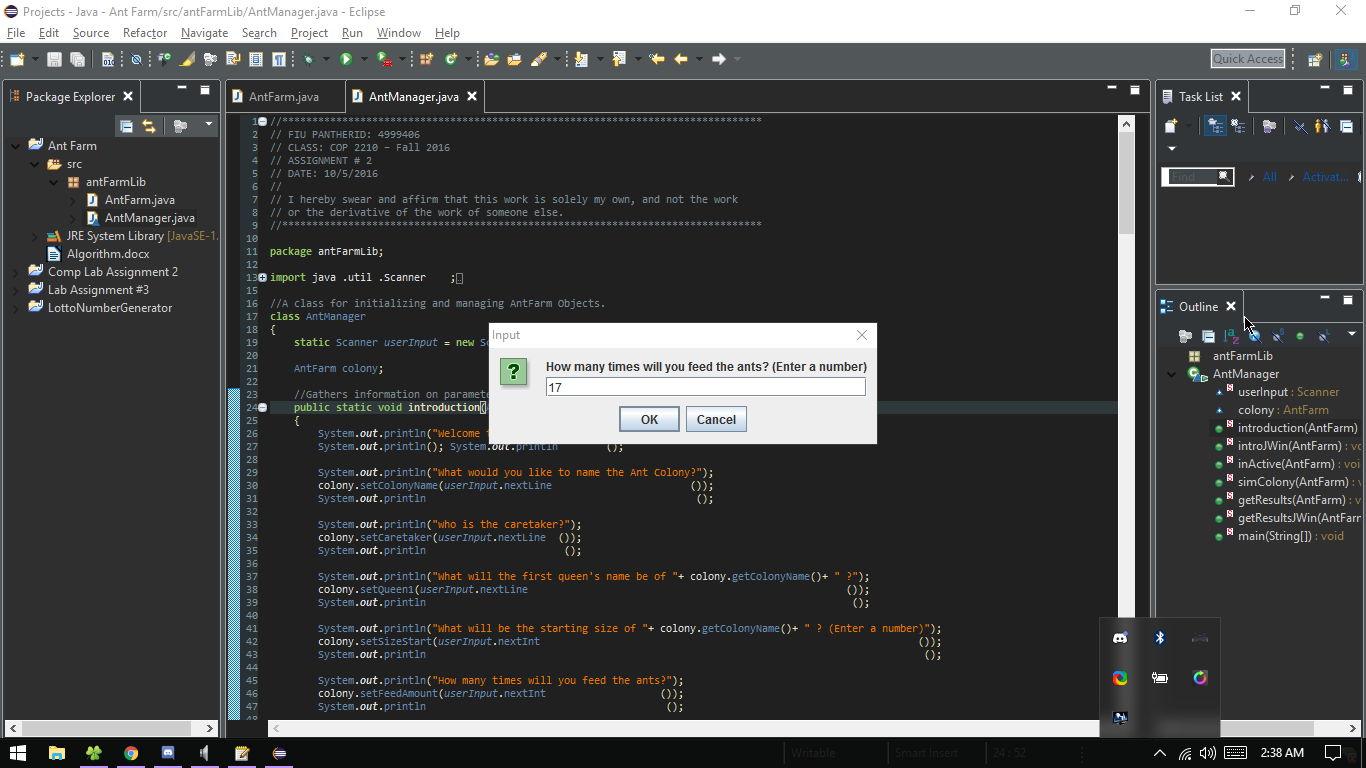 Projects - Java - Ant Farm/src/antFarmLib/AntManager.java - Eclipse
File Edit Source Refactor Navigate Search Project Run Window Help
Quick Access
Package Explorer
Ant Farm
src
antFarmLib
AntFarm.java
AntManager.java
JRE System Library [JavaSE-1.
Algorithm.docx
Comp Lab Assignment 2
Lab Assignment #3
LottoNumberGenerator
AntFarm.java AntManager.java
1 //*****************************************************************************
2 // FIU PANTHERID: 4999406
3 // CLASS: COP 2210 - Fall 2016
4 // ASSIGNMENT # 2
5 // DATE: 10/5/2016
6 //
7 // I hereby swear and affirm that this work is solely my own, and not the work
8 // or the derivative of the work of someone else.
9 //*****************************************************************************
10
11 package antFarmLib;
12
13 import java .util .Scanner    ;
15
16 //A class for initializing and managing AntFarm Objects.
17 class AntManager
18 {
19 static Scanner userInput = new Sc
20
21 AntFarm colony;
22
23 //Gathers information on paramete
24 public static void introduction(
25 {
26 System.out.println("Welcome
27 System.out.println(); System.out.println ();
28
29 System.out.println("What would you like to name the Ant Colony?");
30 colony.setColonyName(userInput.nextLine ());
31 System.out.println ();
32
33 System.out.println("who is the caretaker?");
34 colony.setCaretaker(userInput.nextLine ());
35 System.out.println ();
36
37 System.out.println("What will the first queen's name be of "+ colony.getColonyName()+ " ?");
38 colony.setQueen1(userInput.nextLine ());
39 System.out.println ();
40
41 System.out.println("What will be the starting size of "+ colony.getColonyName()+ " ? (Enter a number)");
42 colony.setSizeStart(userInput.nextInt ());
43 System.out.println ();
44
45 System.out.println("How many times will you feed the ants?");
46 colony.setFeedAmount(userInput.nextInt ());
47 System.out.println ();
48
Input
How many times will you feed the ants? (Enter a number)
17
OK Cancel
Task List
Find All Activat...
Outline
antFarmLib
AntManager
userInput : Scanner
colony : AntFarm
introduction(AntFarm)
introJWin(AntFarm) : vo
inActive(AntFarm) : voi
simColony(AntFarm) : v
getResults(AntFarm) : v
getResultsJWin(AntFarm
main(String[]) : void
Writable Smart Insert 24 : 52
2:38 AM